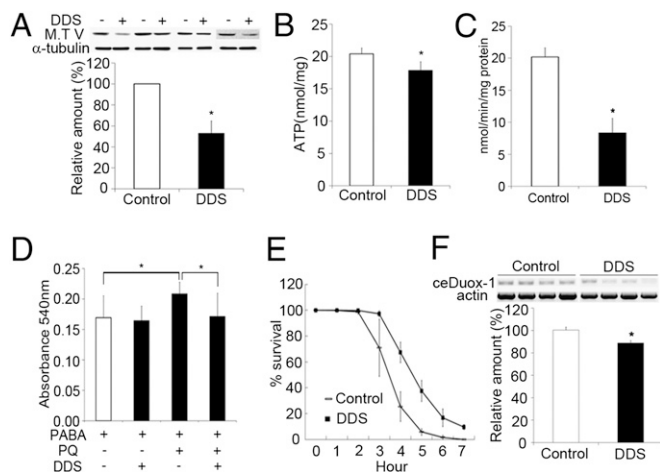 A
DDS - + - + - + - +
M.T V
α-tubulin
Relative amount (%)
120
100
80
60
40
20
0
*
Control DDS
B
ATP(nmol/mg)
25
20
15
10
5
0
*
Control DDS
C
nmol/min/mg protein
25
20
15
10
5
0
*
Control DDS
D
Absorbance 540nm
0.25
0.20
0.15
0.10
0.05
0.00
* *
PABA + + + +
PQ - - + +
DDS - + - +
E
% survival
120
100
80
60
40
20
0
Control
DDS
0 1 2 3 4 5 6 7
Hour
F
Control DDS
ceDuox-1
actin
Relative amount (%)
120
100
80
60
40
20
0
*
Control DDS